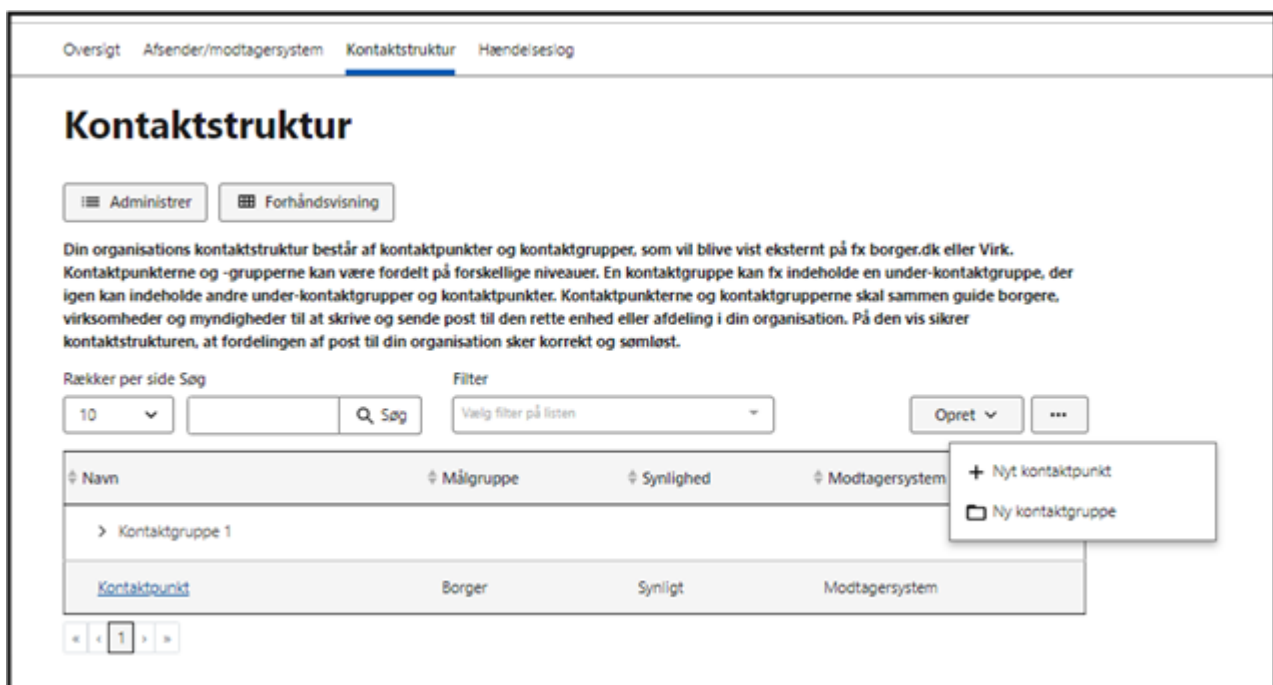 Oversigt Afsender/modtagersystem Kontaktstruktur Hændelseslog
Kontaktstruktur
Administrer Forhåndsvisning
Din organisations kontaktstruktur består af kontaktpunkter og kontaktgrupper, som vil blive vist eksternt på fx borger.dk eller Virk.
Kontaktpunkterne og -grupperne kan være fordelt på forskellige niveauer. En kontaktgruppe kan fx indeholde en under-kontaktgruppe, der
igen kan indeholde andre under-kontaktgrupper og kontaktpunkter. Kontaktpunkterne og kontaktgrupperne skal sammen guide borgere,
virksomheder og myndigheder til at skrive og sende post til den rette enhed eller afdeling i din organisation. På den vis sikrer
kontaktstrukturen, at fordelingen af post til din organisation sker korrekt og sømløst.
Rækker per side Søg Filter
10 Søg Vælg filter på listen Opret ...
Navn Målgruppe Synlighed Modtagersystem
+ Nyt kontaktpunkt
Ny kontaktgruppe
> Kontaktgruppe 1
Kontaktpunkt Borger Synligt Modtagersystem
« ‹ 1 › »